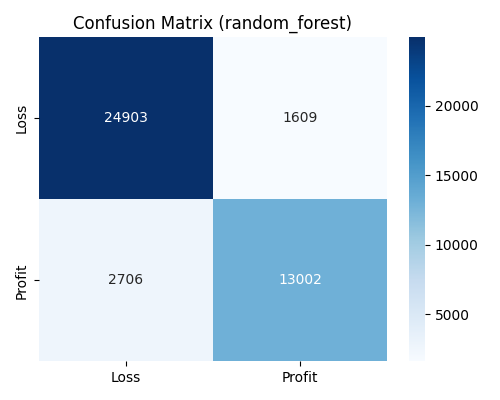 Confusion Matrix (random_forest)
Loss
24903
1609
Profit
2706
13002
Loss
Profit
20000
15000
10000
5000